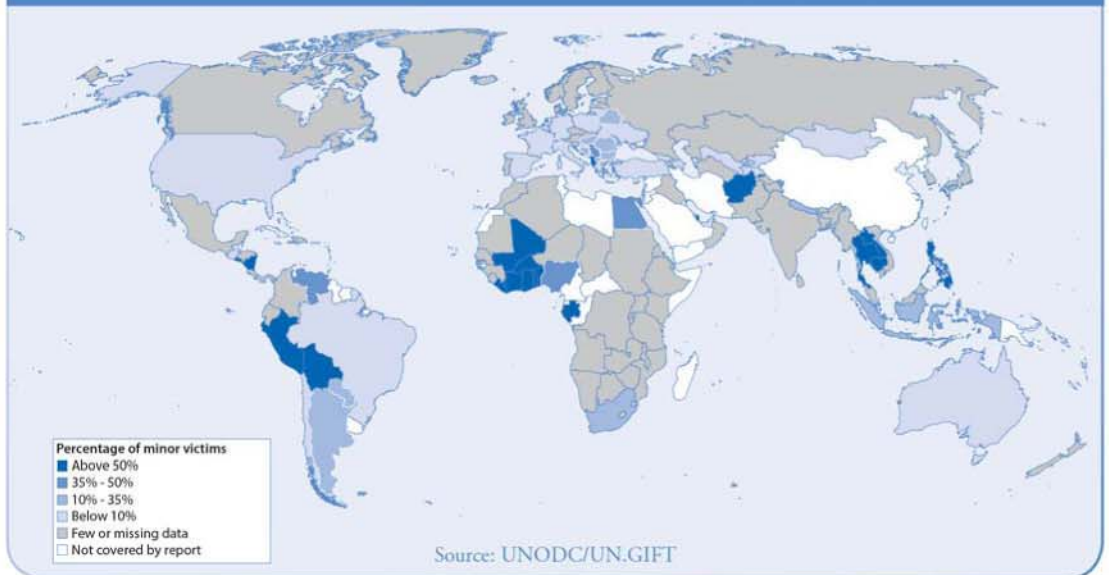 Percentage of minor victims
Above 50%
35% - 50%
10% - 35%
Below 10%
Few or missing data
Not covered by report
Source: UNODC/UN.GIFT